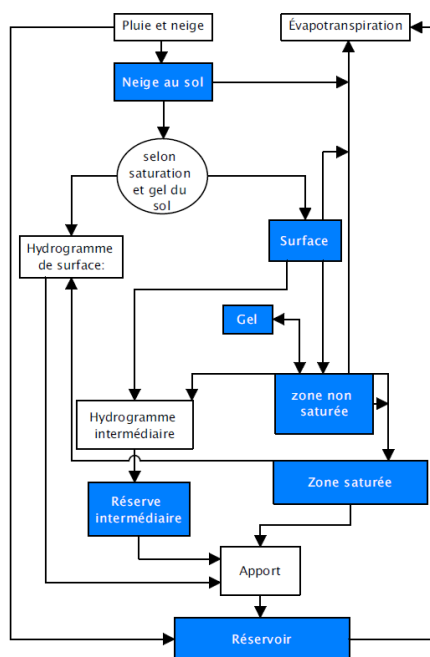 Pluie et neige
Évapotranspiration
Neige au sol
selon
saturation
et gel du
sol
Hydrogramme
de surface:
Surface
Gel
zone non
saturée
Hydrogramme
intermédiaire
Zone saturée
Réserve
intermédiaire
Apport
Réservoir